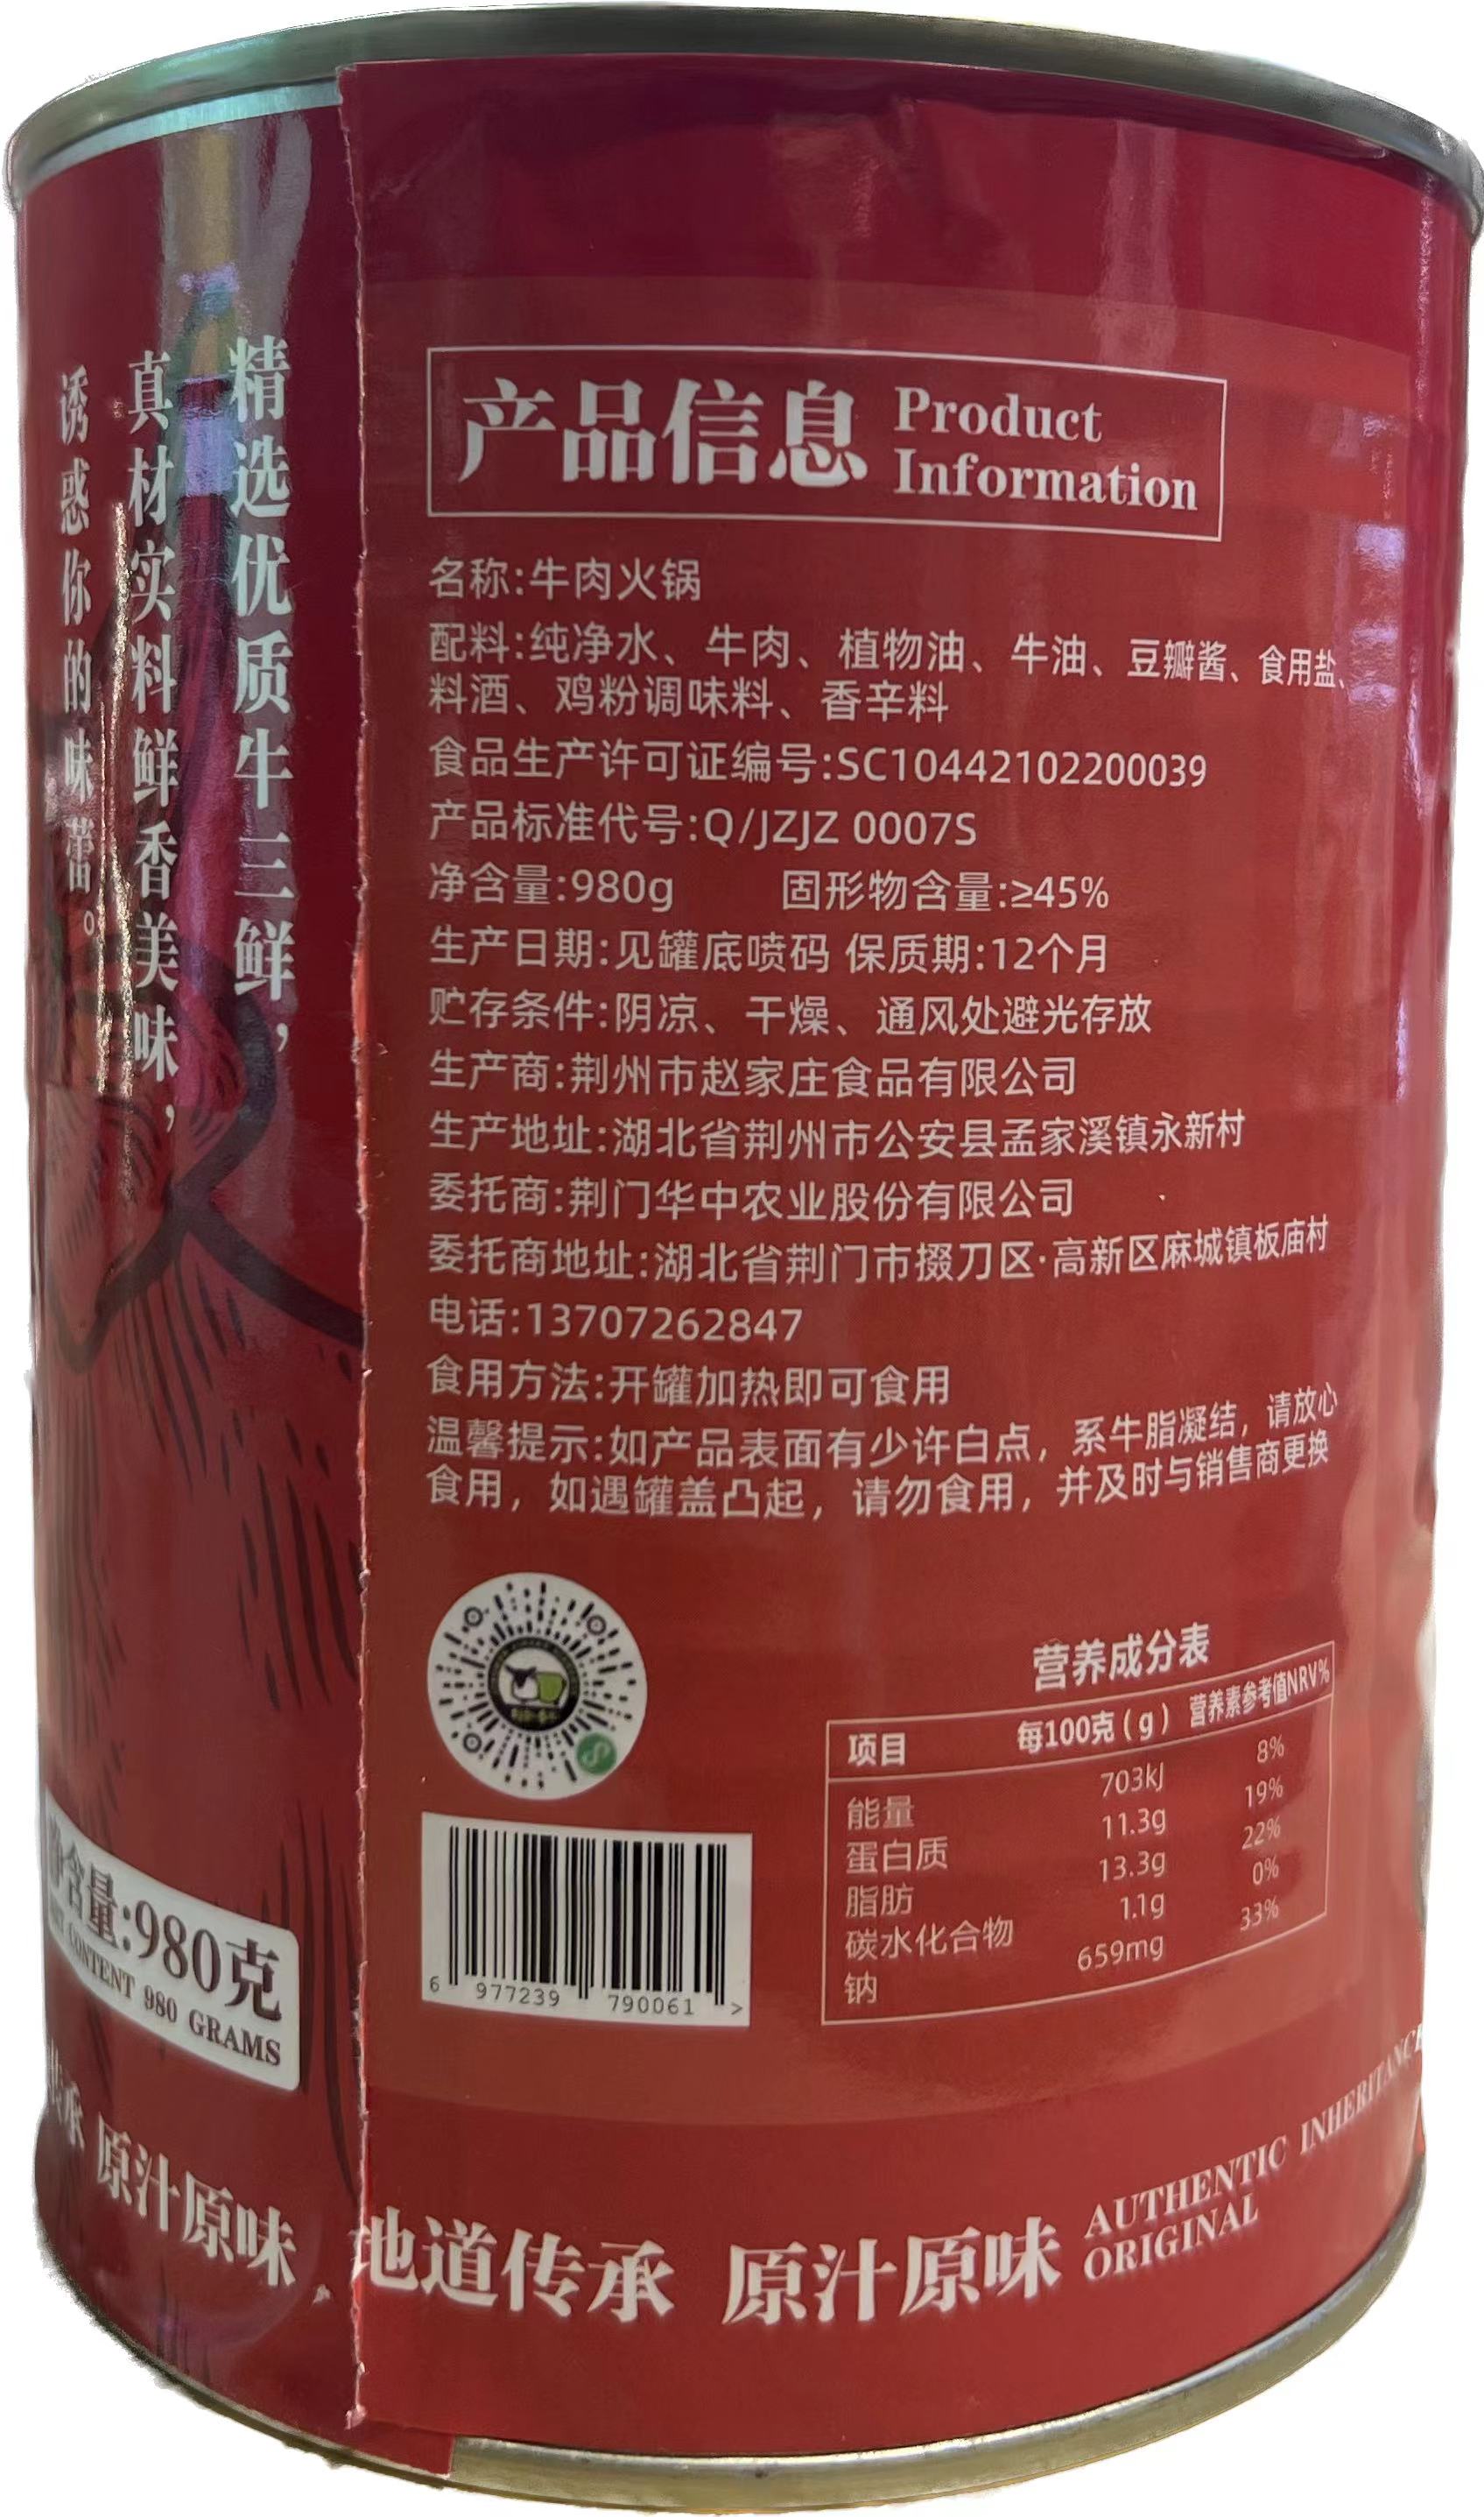 精选优质牛三鲜，
真材实料鲜香美味，
诱惑你的味蕾。
产品信息 Product Information
名称:牛肉火锅
配料:纯净水、牛肉、植物油、牛油、豆瓣酱、食用盐、
料酒、鸡粉调味料、香辛料
食品生产许可证编号:SC10442102200039
产品标准代号:Q/JZJZ 0007S
净含量:980g 固形物含量:≥45%
生产日期:见罐底喷码 保质期:12个月
贮存条件:阴凉、干燥、通风处避光存放
生产商:荆州市赵家庄食品有限公司
生产地址:湖北省荆州市公安县孟家溪镇永新村
委托商:荆门华中农业股份有限公司
委托商地址:湖北省荆门市掇刀区·高新区麻城镇板庙村
电话:13707262847
食用方法:开罐加热即可食用
温馨提示:如产品表面有少许白点，系牛脂凝结，请放心
食用，如遇罐盖凸起，请勿食用，并及时与销售商更换
营养成分表
项目 每100克（g） 营养素参考值NRV%
能量 703kJ 8%
蛋白质 11.3g 19%
脂肪 13.3g 22%
碳水化合物 1.1g 0%
钠 659mg 33%
6 977239 790061 >
净含量:980克
CONTENT 980 GRAMS
承 原汁原味
地道传承 原汁原味 AUTHENTIC INHERITANCE
ORIGINAL